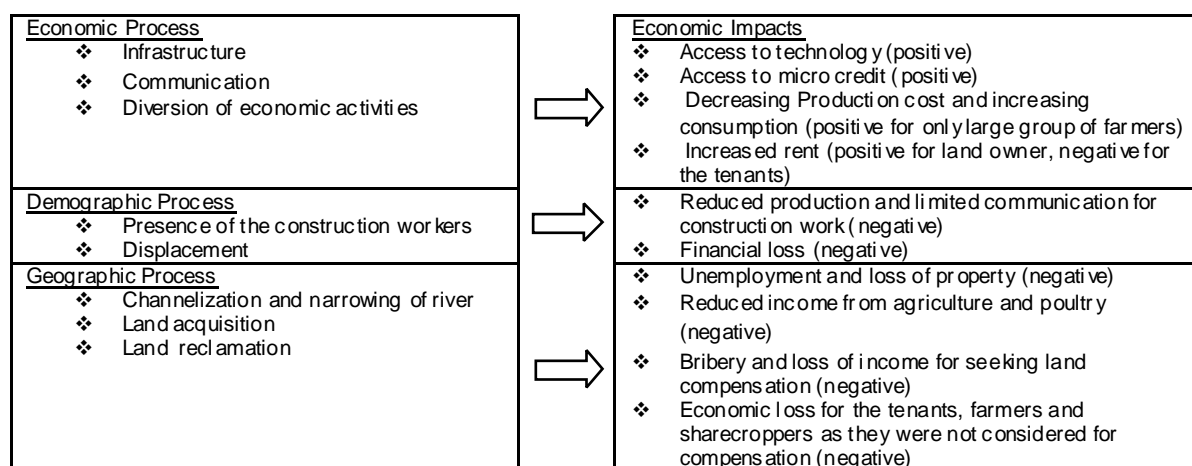 Economic Process
❖ Infrastructure
❖ Communication
❖ Diversion of economic activities
Economic Impacts
❖ Access to technology (positive)
❖ Access to micro credit (positive)
❖ Decreasing Production cost and increasing
consumption (positive for only large group of farmers)
❖ Increased rent (positive for land owner, negative for
the tenants)
Demographic Process
❖ Presence of the construction workers
❖ Displacement
❖ Reduced production and limited communication for
construction work (negative)
❖ Financial loss (negative)
Geographic Process
❖ Channelization and narrowing of river
❖ Land acquisition
❖ Land reclamation
❖ Unemployment and loss of property (negative)
❖ Reduced income from agriculture and poultry
(negative)
❖ Bribery and loss of income for seeking land
compensation (negative)
❖ Economic loss for the tenants, farmers and
sharecroppers as they were not considered for
compensation (negative)